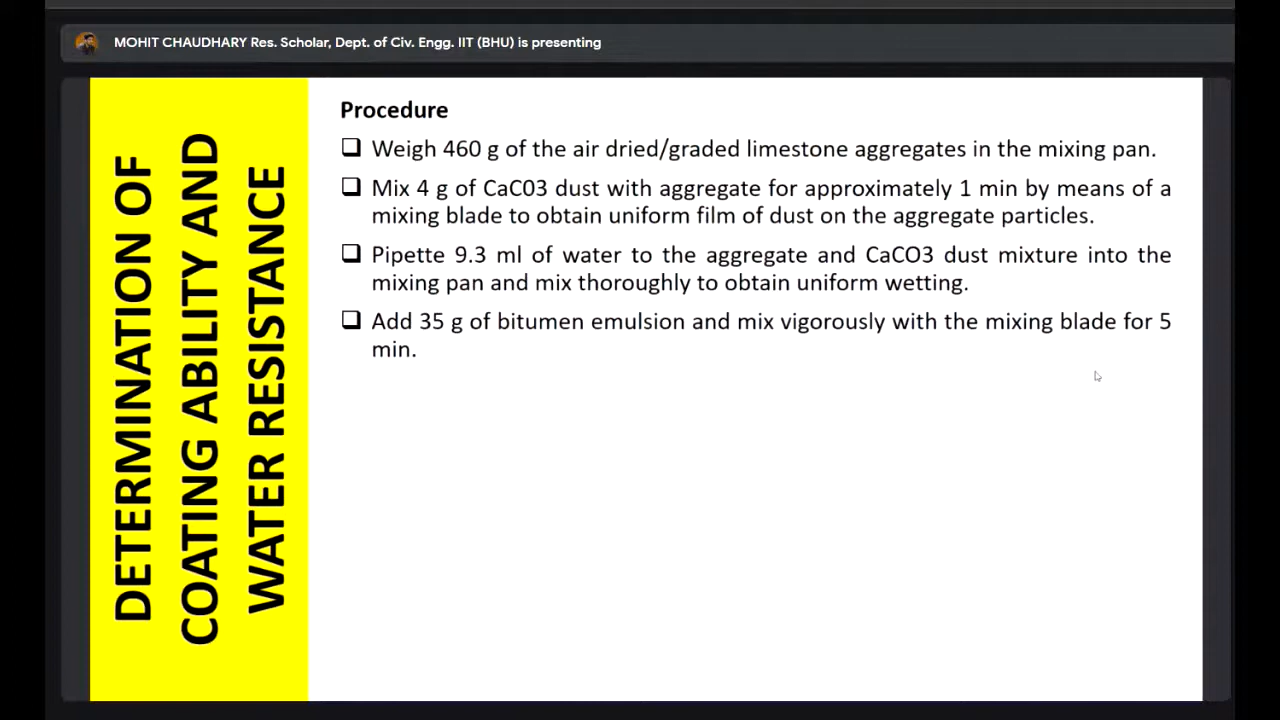 MOHIT CHAUDHARY Res. Scholar, Dept. of Civ. Engg. IIT (BHU) is presenting
DETERMINATION OF
COATING ABILITY AND
WATER RESISTANCE
Procedure
❑ Weigh 460 g of the air dried/graded limestone aggregates in the mixing pan.
❑ Mix 4 g of CaC03 dust with aggregate for approximately 1 min by means of a
mixing blade to obtain uniform film of dust on the aggregate particles.
❑ Pipette 9.3 ml of water to the aggregate and CaCO3 dust mixture into the
mixing pan and mix thoroughly to obtain uniform wetting.
❑ Add 35 g of bitumen emulsion and mix vigorously with the mixing blade for 5
min.